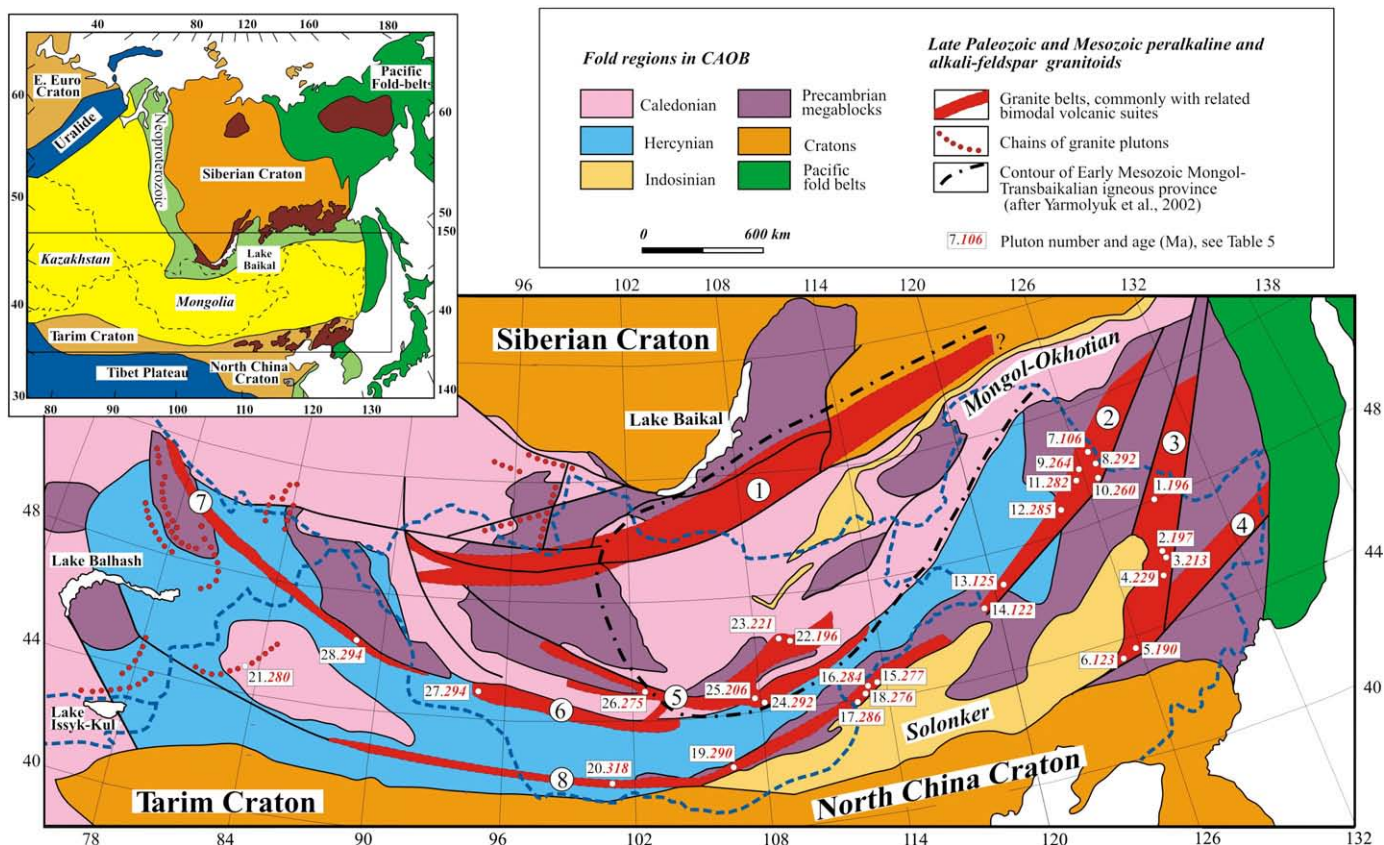 40
80
120
160
180
E. Euro
Craton
Pacific
Fold-belts
60
60
Uralide
Neoproterozoic
Siberian Craton
50
50
150
Lake
Baikal
Kazakhstan
Mongolia
40
40
Tarim Craton
North China
Craton
Tibet Plateau
30
140
80
90
100
110
120
130
Fold regions in CAOB
Caledonian
Precambrian
megablocks
Hercynian
Cratons
Indosinian
Pacific
fold belts
0
600 km
Late Paleozoic and Mesozoic peralkaline and
alkali-feldspar granitoids
Granite belts, commonly with related
bimodal volcanic suites
Chains of granite plutons
Contour of Early Mesozoic Mongol-
Transbaikalian igneous province
(after Yarmolyuk et al., 2002)
7.106
Pluton number and age (Ma), see Table 5
96
102
108
114
120
126
132
138
Siberian Craton
?
Mongol-Okhotian
Lake Baikal
48
48
2
3
7.106
9.264
8.292
11.282
10.260
1.196
12.285
1
7
4
2.197
3.213
44
Lake Balhash
4.229
13.125
14.122
44
23.221
22.196
5.190
6.123
28.294
16.284
15.277
21.280
25.206
18.276
27.294
26.275
5
24.292
40
6
17.286
Lake
Issyk-Kul
Solonker
19.290
40
20.318
8
Tarim Craton
North China Craton
78
84
90
96
102
108
114
120
126
132